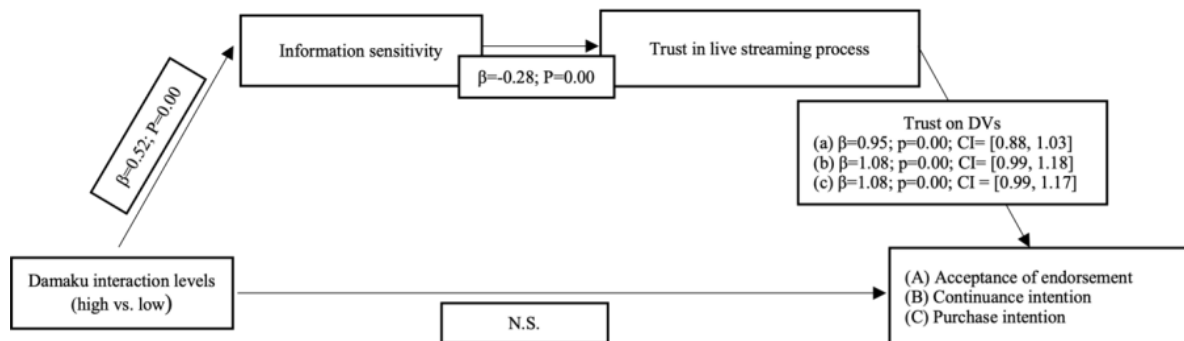 Information sensitivity
Trust in live streaming process
β=-0.28; P=0.00
β=0.52; P=0.00
Trust on DVs
(a) β=0.95; p=0.00; CI= [0.88, 1.03]
(b) β=1.08; p=0.00; CI= [0.99, 1.18]
(c) β=1.08; p=0.00; CI = [0.99, 1.17]
Damaku interaction levels
(high vs. low)
N.S.
(A) Acceptance of endorsement
(B) Continuance intention
(C) Purchase intention